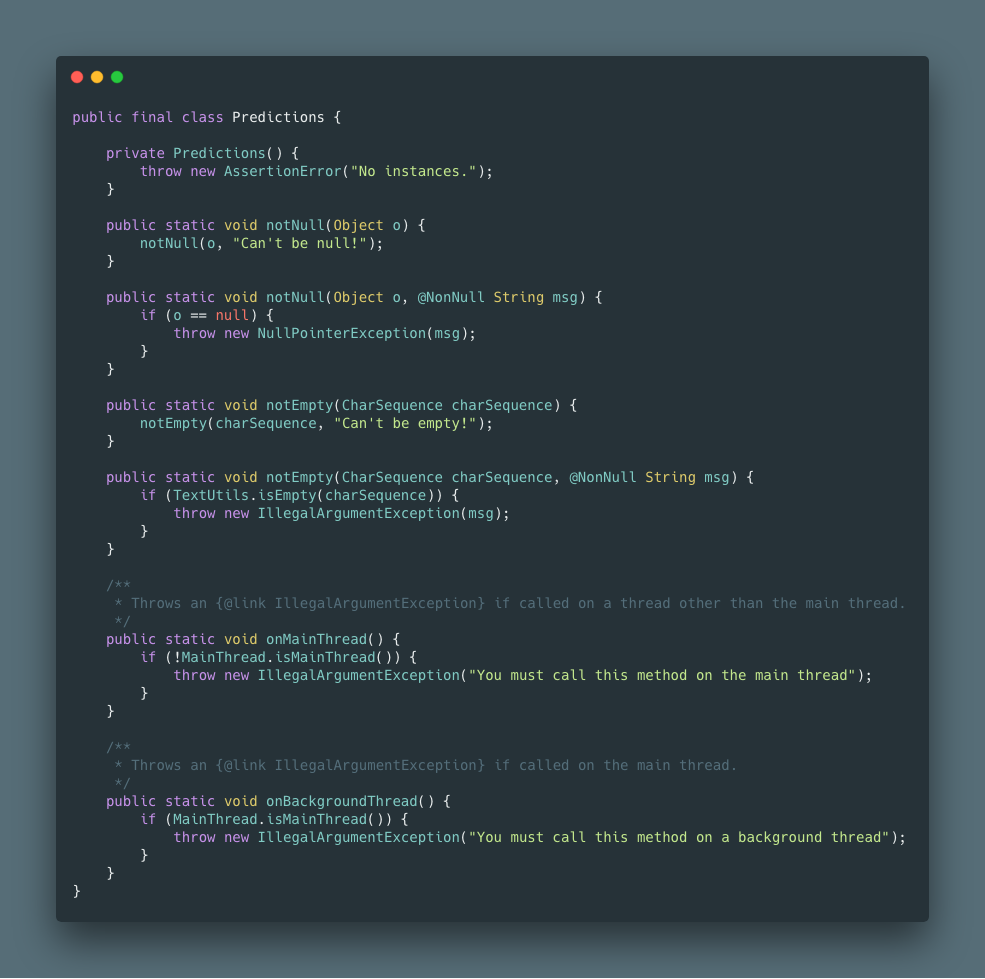 public final class Predictions {

    private Predictions() {
        throw new AssertionError("No instances.");
    }

    public static void notNull(Object o) {
        notNull(o, "Can't be null!");
    }

    public static void notNull(Object o, @NonNull String msg) {
        if (o == null) {
            throw new NullPointerException(msg);
        }
    }

    public static void notEmpty(CharSequence charSequence) {
        notEmpty(charSequence, "Can't be empty!");
    }

    public static void notEmpty(CharSequence charSequence, @NonNull String msg) {
        if (TextUtils.isEmpty(charSequence)) {
            throw new IllegalArgumentException(msg);
        }
    }

    /**
     * Throws an {@link IllegalArgumentException} if called on a thread other than the main thread.
     */
    public static void onMainThread() {
        if (!MainThread.isMainThread()) {
            throw new IllegalArgumentException("You must call this method on the main thread");
        }
    }

    /**
     * Throws an {@link IllegalArgumentException} if called on the main thread.
     */
    public static void onBackgroundThread() {
        if (MainThread.isMainThread()) {
            throw new IllegalArgumentException("You must call this method on a background thread");
        }
    }
}